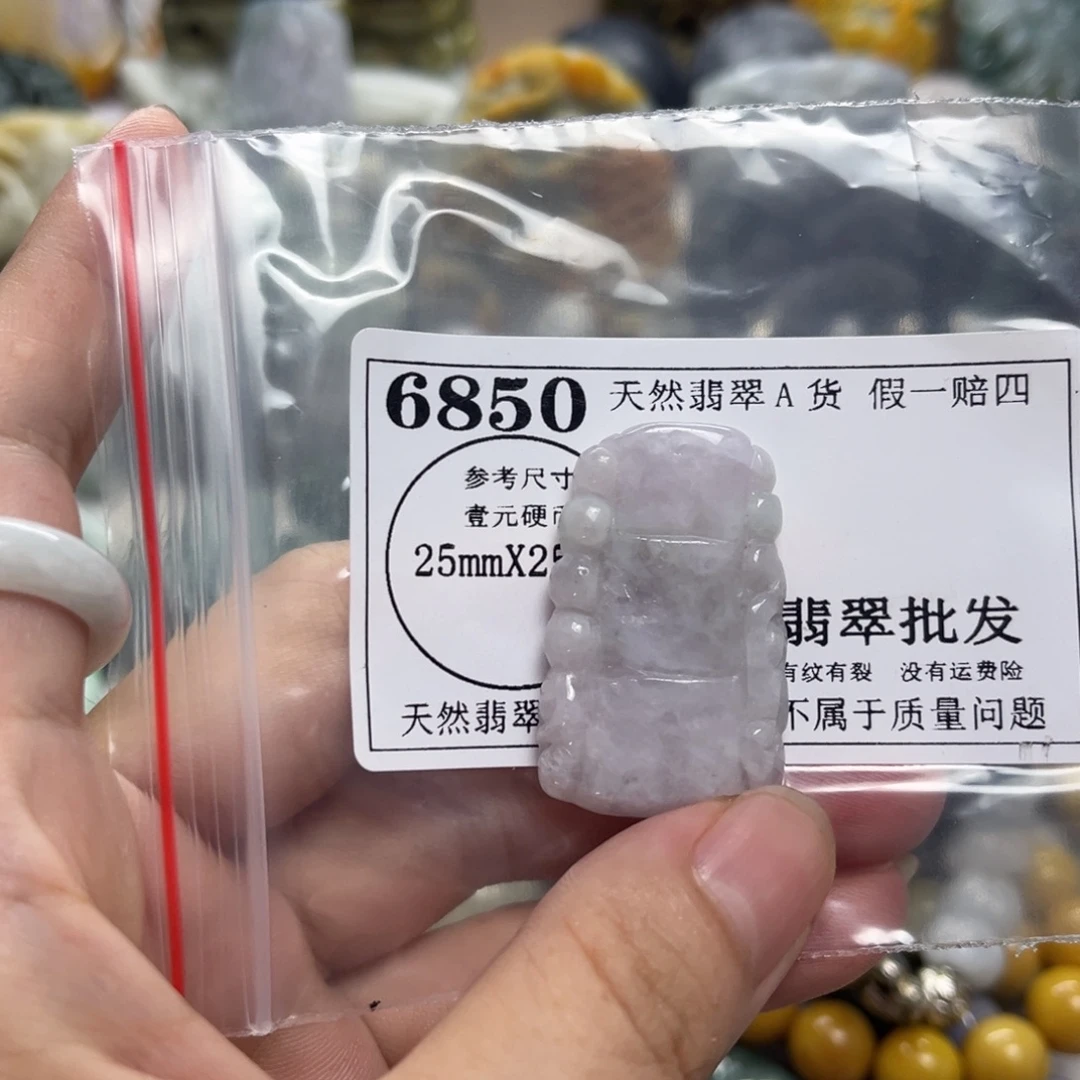 6850 天然翡翠A货 假一赔四
参考尺寸
壹元硬币
25mmX25
翡翠批发
有纹有裂 没有运费险
天然翡翠
不属于质量问题